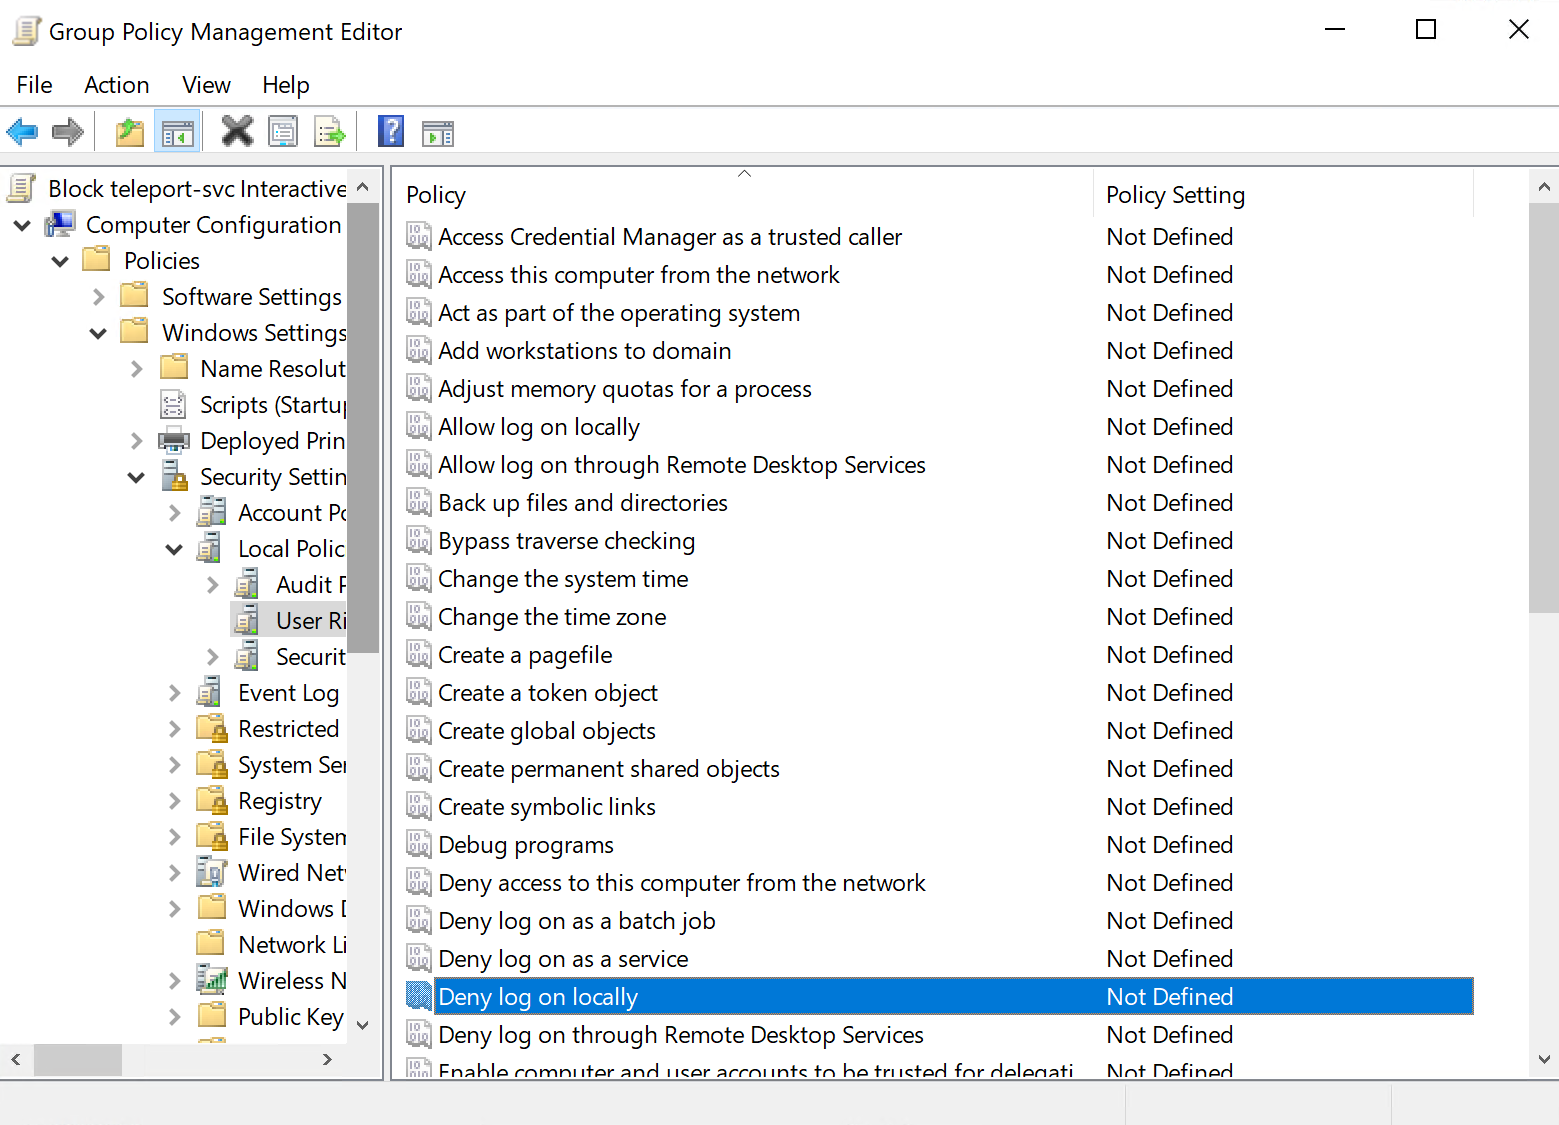 Group Policy Management Editor
File Action View Help
Block teleport-svc Interactive
Computer Configuration
Policies
Software Settings
Windows Settings
Name Resolut
Scripts (Startup
Deployed Prin
Security Settin
Account Po
Local Polic
Audit P
User Ri
Securit
Event Log
Restricted
System Ser
Registry
File System
Wired Netw
Windows D
Network Li
Wireless N
Public Key
Policy Policy Setting
Access Credential Manager as a trusted caller Not Defined
Access this computer from the network Not Defined
Act as part of the operating system Not Defined
Add workstations to domain Not Defined
Adjust memory quotas for a process Not Defined
Allow log on locally Not Defined
Allow log on through Remote Desktop Services Not Defined
Back up files and directories Not Defined
Bypass traverse checking Not Defined
Change the system time Not Defined
Change the time zone Not Defined
Create a pagefile Not Defined
Create a token object Not Defined
Create global objects Not Defined
Create permanent shared objects Not Defined
Create symbolic links Not Defined
Debug programs Not Defined
Deny access to this computer from the network Not Defined
Deny log on as a batch job Not Defined
Deny log on as a service Not Defined
Deny log on locally Not Defined
Deny log on through Remote Desktop Services Not Defined
Enable computer and user accounts to be trusted for delegati Not Defined